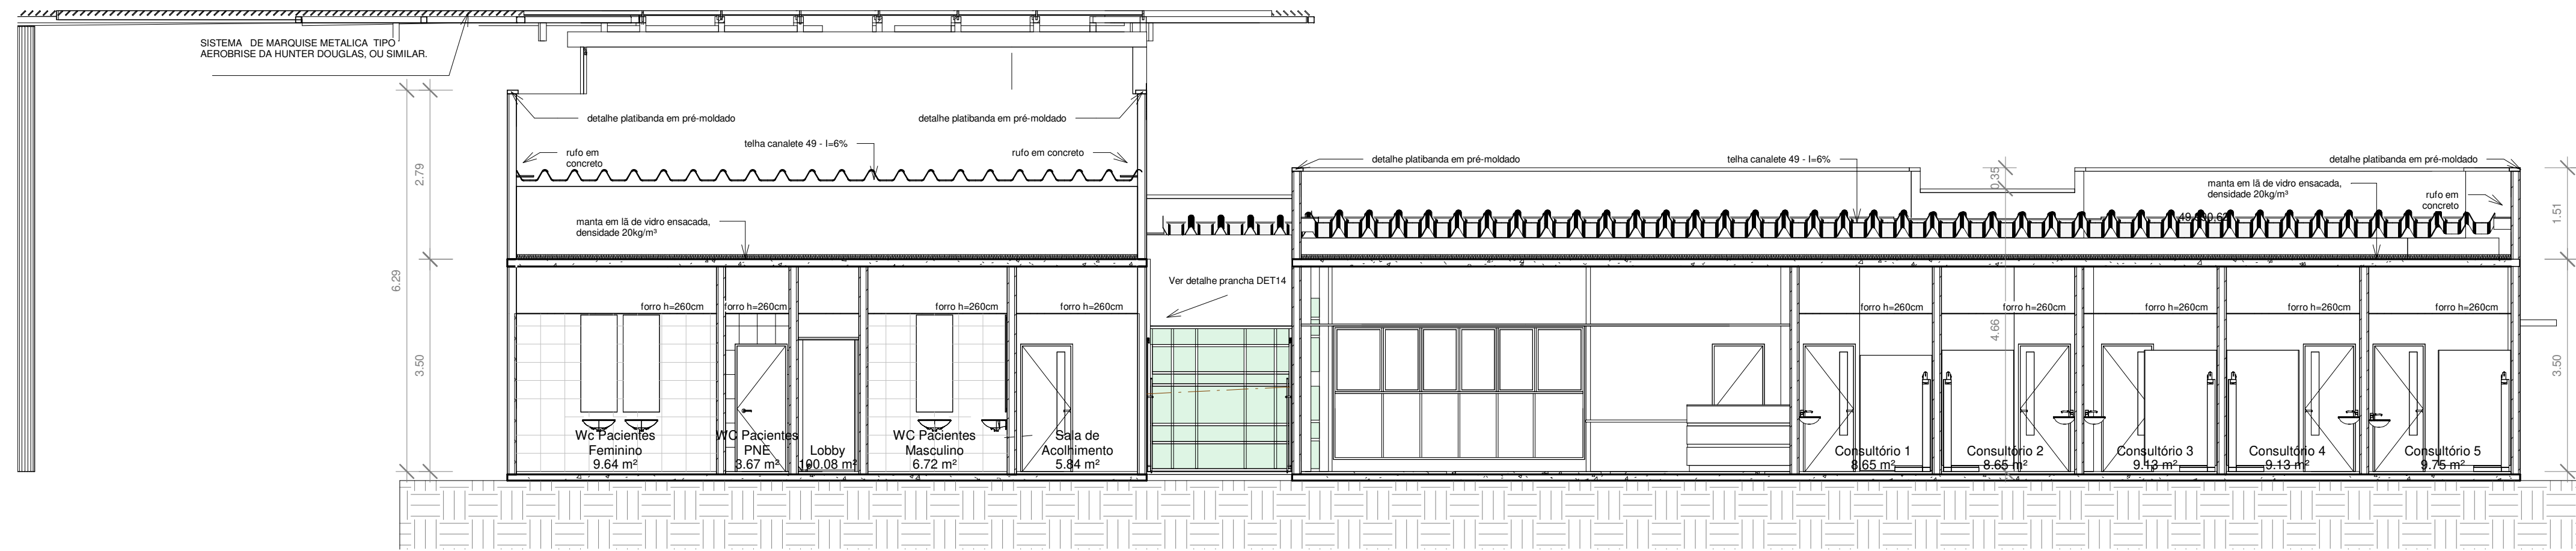 SISTEMA DE MARQUISE METALICA TIPO
AEROBRISE DA HUNTER DOUGLAS, OU SIMILAR.
detalhe platibanda em pré-moldado
detalhe platibanda em pré-moldado
telha canalete 49 - I=6%
rufo em
concreto
rufo em concreto
manta em lã de vidro ensacada,
densidade 20kg/m³
2.79
6.29
3.50
detalhe platibanda em pré-moldado
telha canalete 49 - I=6%
detalhe platibanda em pré-moldado
0,35
manta em lã de vidro ensacada,
densidade 20kg/m³
rufo em
concreto
1.51
Ver detalhe prancha DET14
forro h=260cm
forro h=260cm
forro h=260cm
forro h=260cm
forro h=260cm
forro h=260cm
forro h=260cm
forro h=260cm
forro h=260cm
4.66
3.50
Wc Pacientes
Feminino
9.64 m²
WC Pacientes
PNE
3.67 m²
Lobby
100.08 m²
WC Pacientes
Masculino
6.72 m²
Sala de
Acolhimento
5.84 m²
Consultório 1
8.65 m²
Consultório 2
8.65 m²
Consultório 3
9.13 m²
Consultório 4
9.13 m²
Consultório 5
9.75 m²